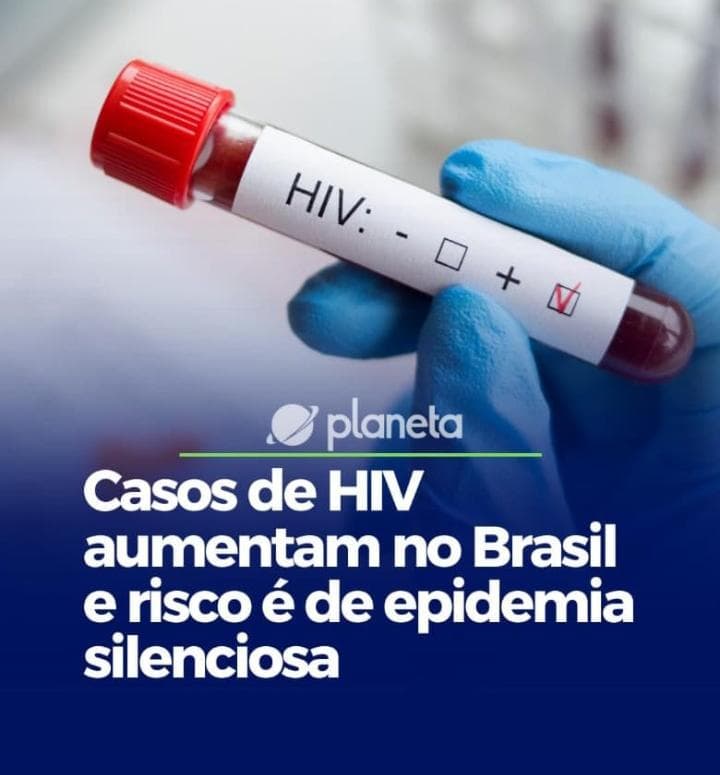 HIV: - ☐ + ☑
planeta
Casos de HIV
aumentam no Brasil
e risco é de epidemia
silenciosa